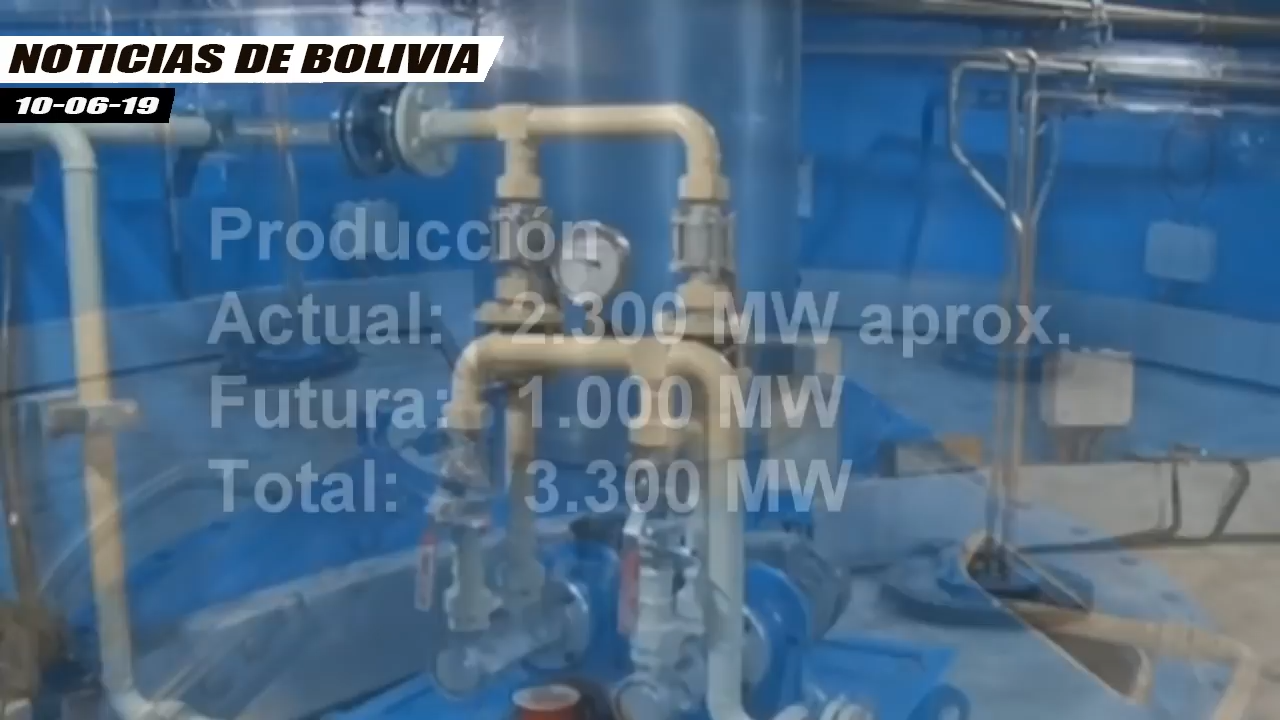 NOTICIAS DE BOLIVIA
10-06-19
Producción
Actual: 2.300 MW aprox.
Futura: 1.000 MW
Total: 3.300 MW